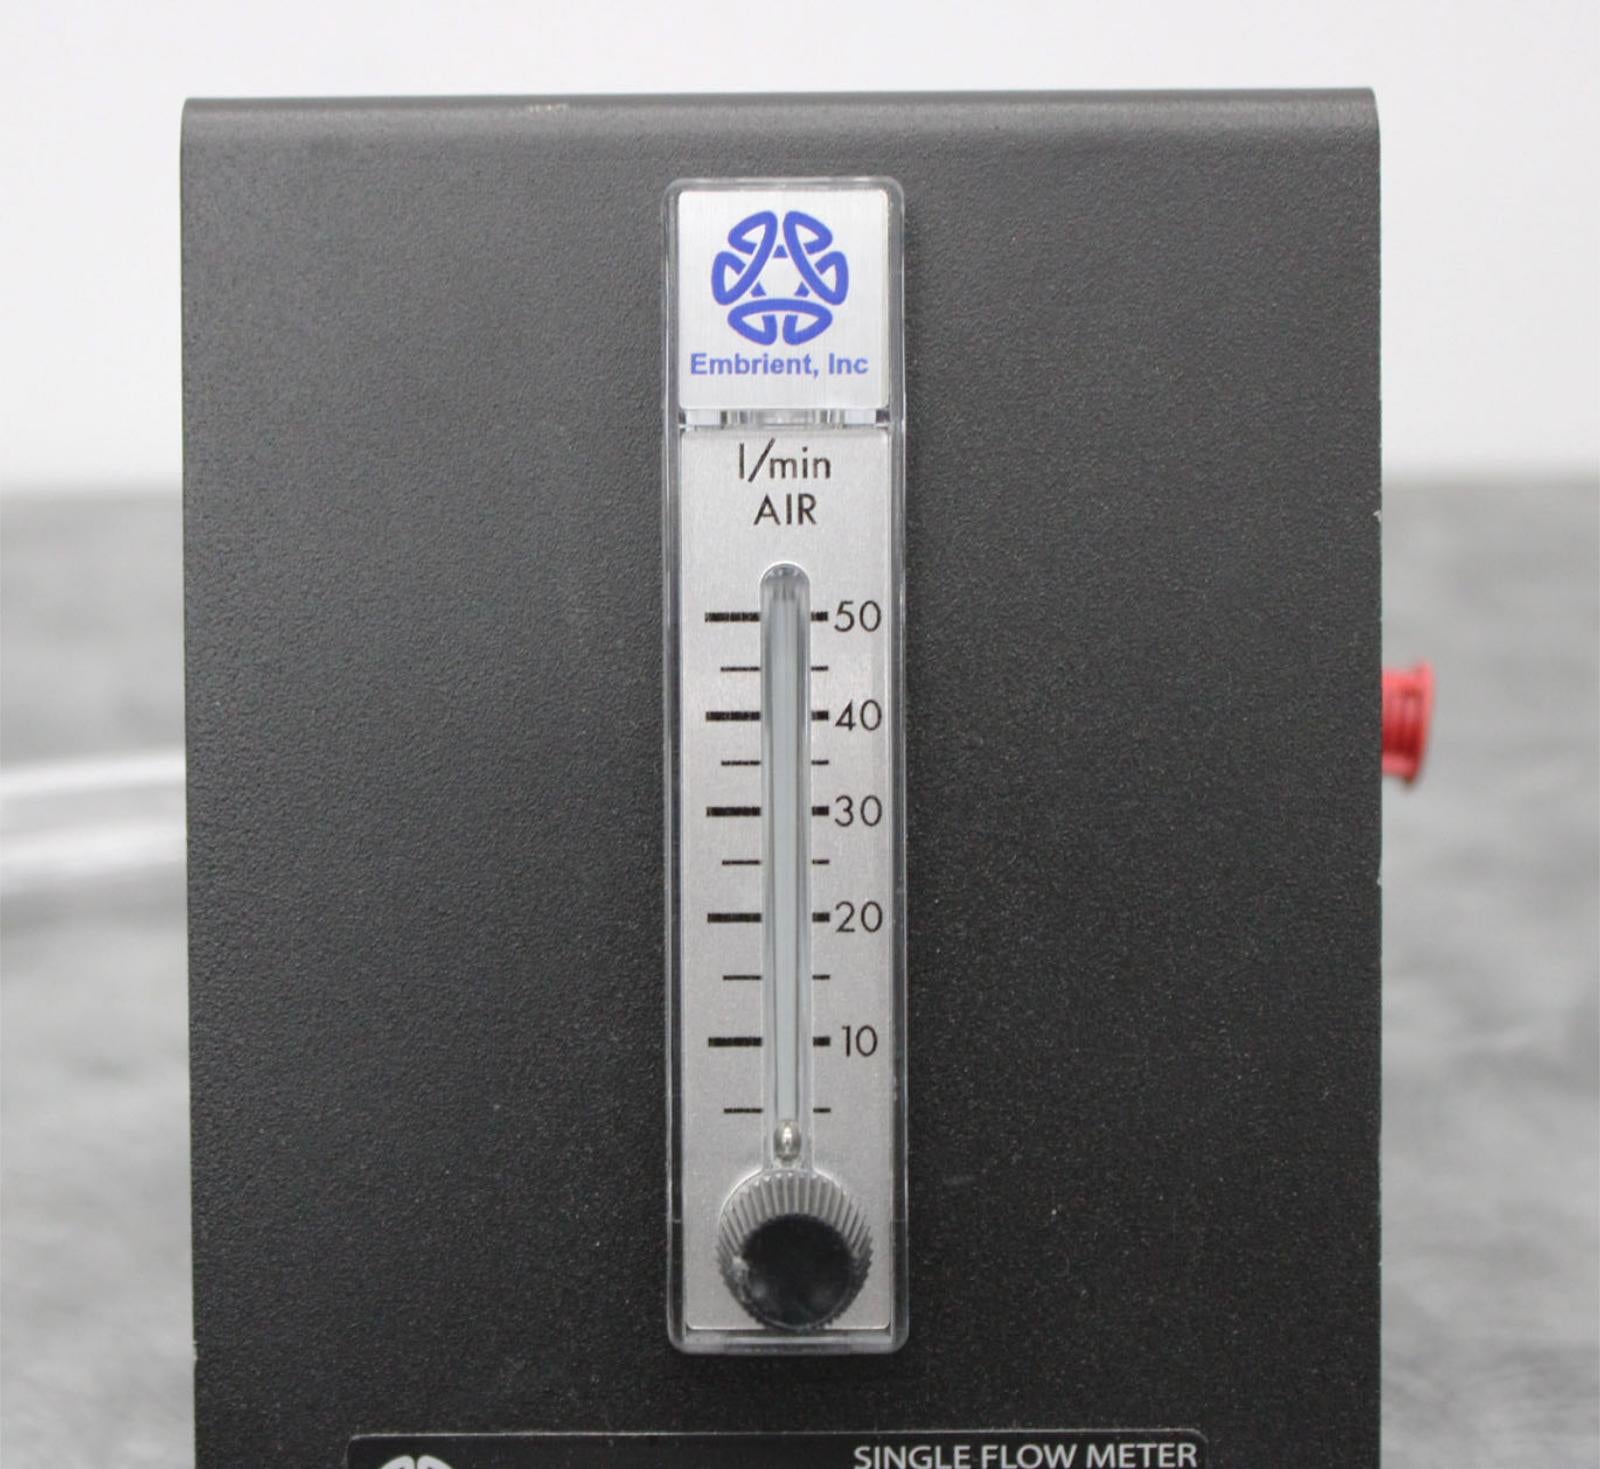 Embrient, Inc
l/min
AIR
50
40
30
20
10
SINGLE FLOW METER